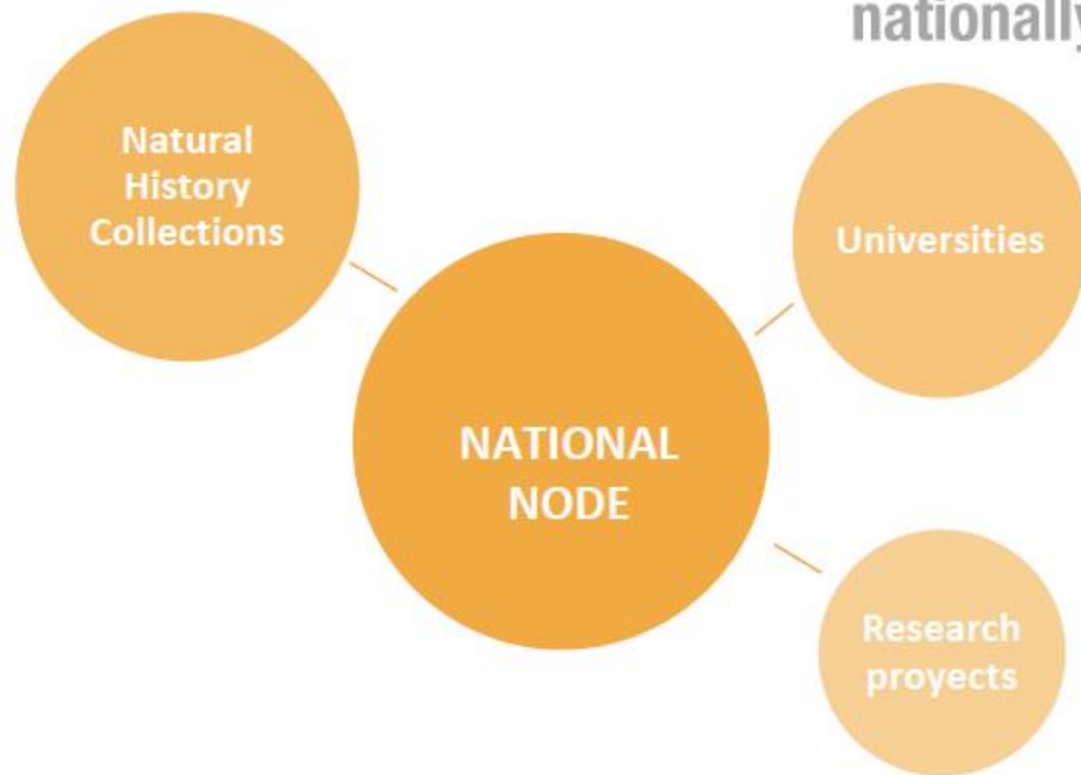 nationally
Natural
History
Collections
Universities
NATIONAL
NODE
Research
proyects